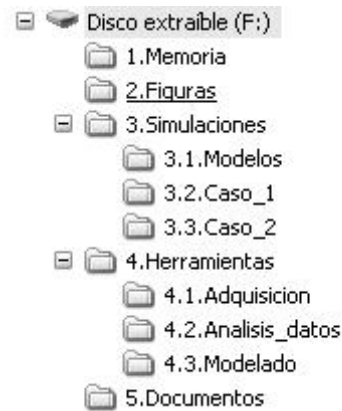 Disco extraíble (F:)
1.Memoria
2.Figuras
3.Simulaciones
3.1.Modelos
3.2.Caso_1
3.3.Caso_2
4.Herramientas
4.1.Adquisicion
4.2.Analisis_datos
4.3.Modelado
5.Documentos